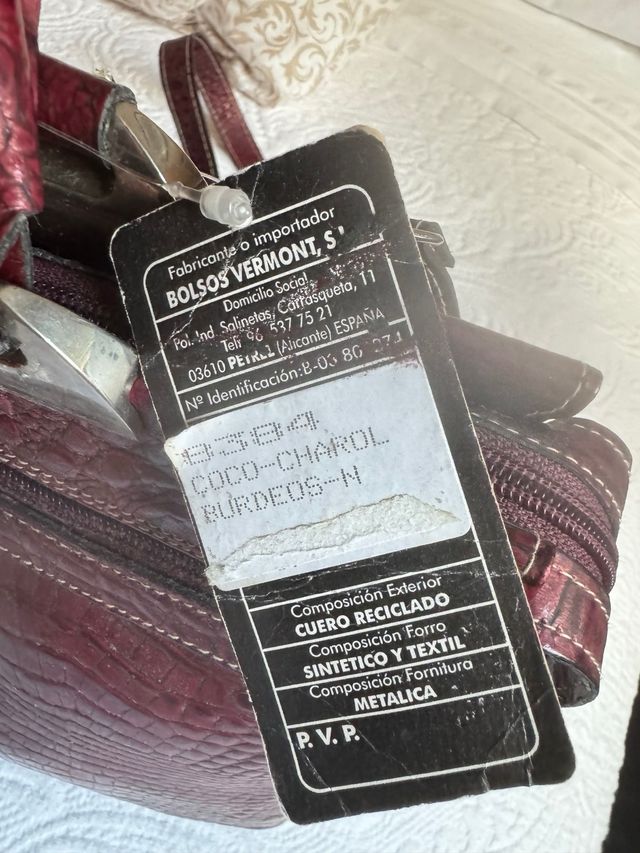 Fabricante o importador
BOLSOS VERMONT, S
Domicilio Social
Pol. Ind. Salinetas, Carrasqueta, 11
Telf 96 537 75 21
03610 PETREL (Alicante) ESPAÑA
Nº Identificación:B-03
8384
COCO-CHAROL
BURDEOS-N
Composición Exterior
CUERO RECICLADO
Composición Forro
SINTETICO Y TEXTIL
Composición Fornitura
METALICA
P. V. P.